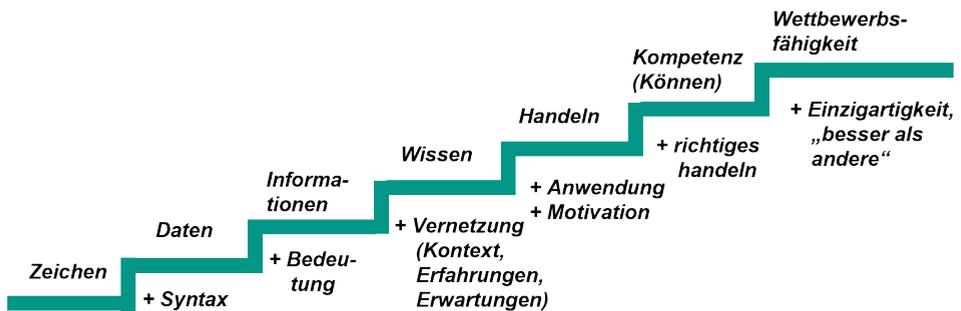 Zeichen
Daten
+ Syntax
Informa-
tionen
+ Bedeu-
tung
Wissen
+ Vernetzung
(Kontext,
Erfahrungen,
Erwartungen)
Handeln
+ Anwendung
+ Motivation
Kompetenz
(Können)
+ richtiges
handeln
Wettbewerbs-
fähigkeit
+ Einzigartigkeit,
„besser als
andere“